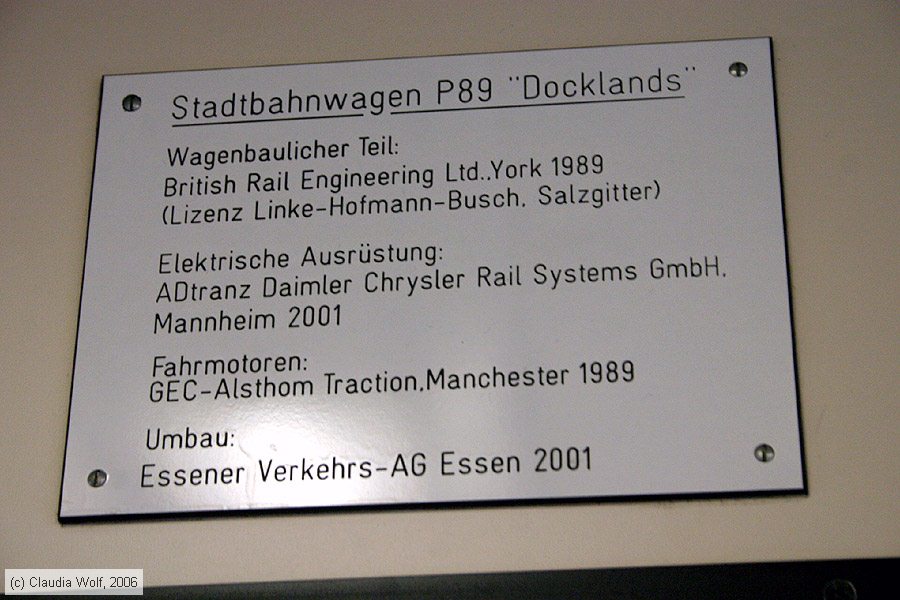 Stadtbahnwagen P89 "Docklands"
Wagenbaulicher Teil:
British Rail Engineering Ltd.,York 1989
(Lizenz Linke-Hofmann-Busch, Salzgitter)
Elektrische Ausrüstung:
ADtranz Daimler Chrysler Rail Systems GmbH,
Mannheim 2001
Fahrmotoren:
GEC-Alsthom Traction,Manchester 1989
Umbau:
Essener Verkehrs-AG Essen 2001
(c) Claudia Wolf, 2006